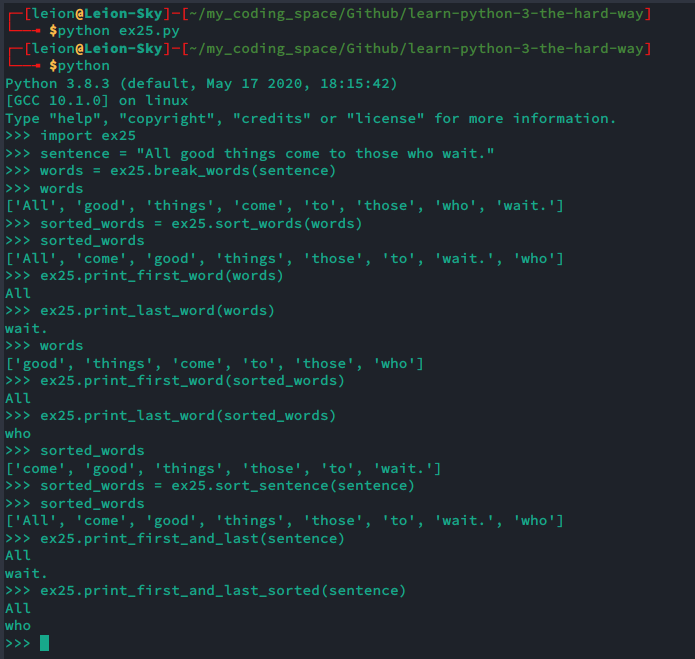 ┌─[leion@Leion-Sky]─[~/my_coding_space/Github/learn-python-3-the-hard-way]
└──╼ $python ex25.py
┌─[leion@Leion-Sky]─[~/my_coding_space/Github/learn-python-3-the-hard-way]
└──╼ $python
Python 3.8.3 (default, May 17 2020, 18:15:42)
[GCC 10.1.0] on linux
Type "help", "copyright", "credits" or "license" for more information.
>>> import ex25
>>> sentence = "All good things come to those who wait."
>>> words = ex25.break_words(sentence)
>>> words
['All', 'good', 'things', 'come', 'to', 'those', 'who', 'wait.']
>>> sorted_words = ex25.sort_words(words)
>>> sorted_words
['All', 'come', 'good', 'things', 'those', 'to', 'wait.', 'who']
>>> ex25.print_first_word(words)
All
>>> ex25.print_last_word(words)
wait.
>>> words
['good', 'things', 'come', 'to', 'those', 'who']
>>> ex25.print_first_word(sorted_words)
All
>>> ex25.print_last_word(sorted_words)
who
>>> sorted_words
['come', 'good', 'things', 'those', 'to', 'wait.']
>>> sorted_words = ex25.sort_sentence(sentence)
>>> sorted_words
['All', 'come', 'good', 'things', 'those', 'to', 'wait.', 'who']
>>> ex25.print_first_and_last(sentence)
All
wait.
>>> ex25.print_first_and_last_sorted(sentence)
All
who
>>>